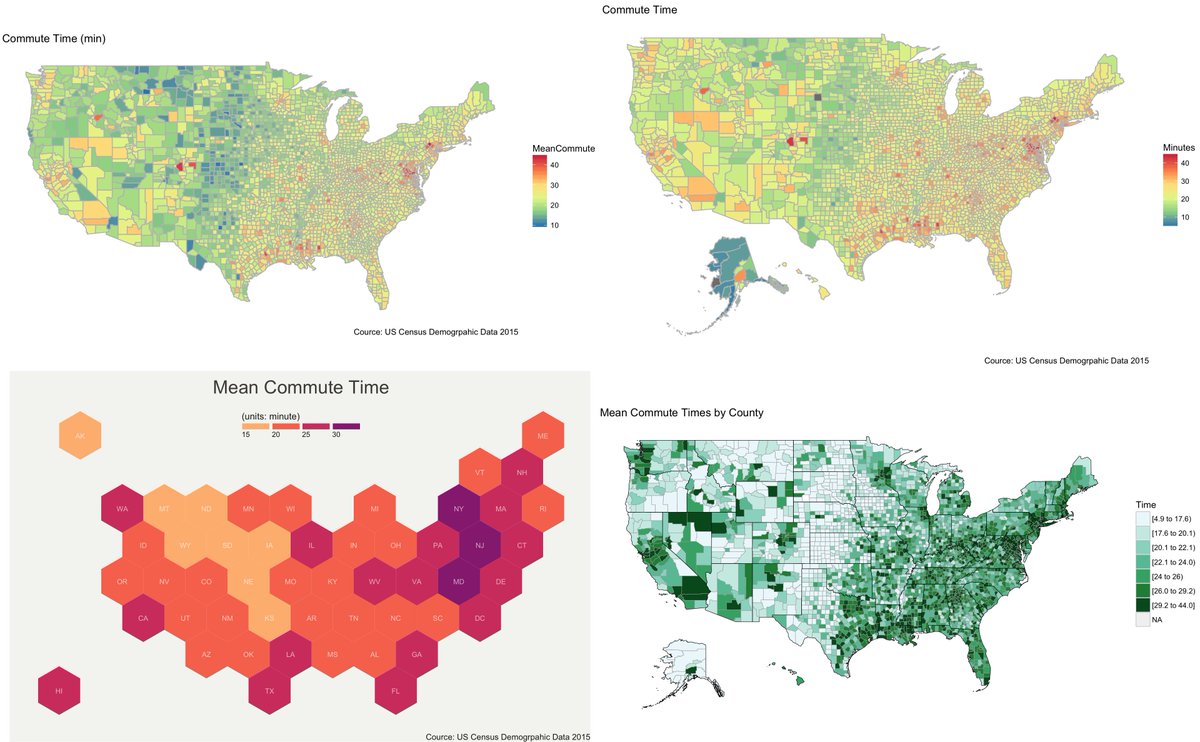 Commute Time (min)
MeanCommute
40
30
20
10
Cource: US Census Demogrpahic Data 2015
Commute Time
Minutes
40
30
20
10
Cource: US Census Demogrpahic Data 2015
Mean Commute Time
(units: minute)
15 20 25 30
AK
ME
VT NH
WA MT ND MN WI MI NY MA RI
ID WY SD IA IL IN OH PA NJ CT
OR NV CO NE MO KY WV VA MD DE
CA UT NM KS AR TN NC SC DC
AZ OK LA MS AL GA
HI TX FL
Cource: US Census Demogrpahic Data 2015
Mean Commute Times by County
Time
[4.9 to 17.6)
[17.6 to 20.1)
[20.1 to 22.1)
[22.1 to 24.0)
[24 to 26)
[26.0 to 29.2)
[29.2 to 44.0]
NA